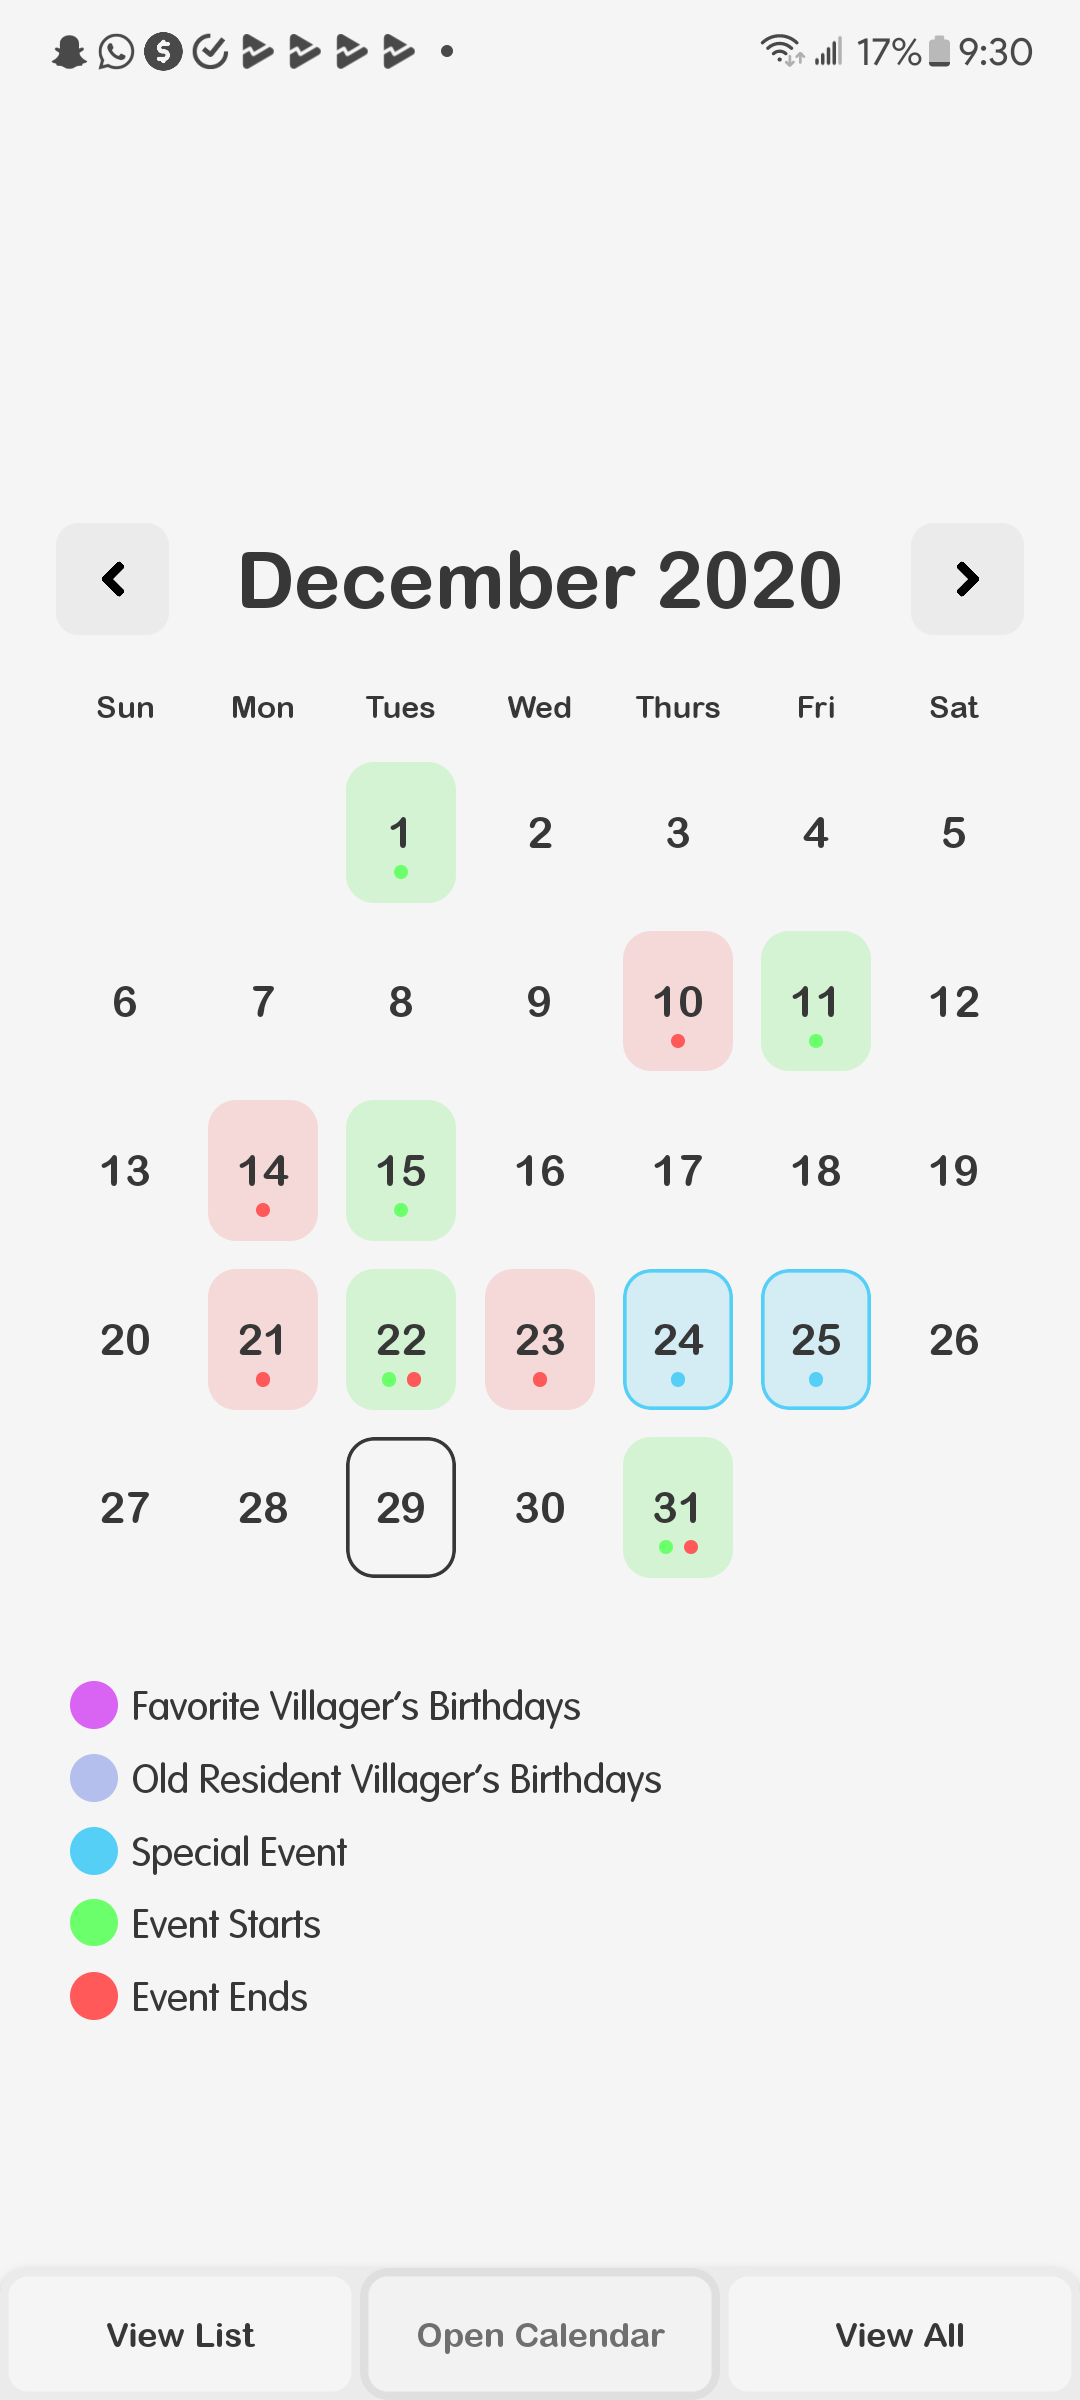 17% 9:30
December 2020
Sun Mon Tues Wed Thurs Fri Sat
1 2 3 4 5
6 7 8 9 10 11 12
13 14 15 16 17 18 19
20 21 22 23 24 25 26
27 28 29 30 31
Favorite Villager's Birthdays
Old Resident Villager's Birthdays
Special Event
Event Starts
Event Ends
View List Open Calendar View All